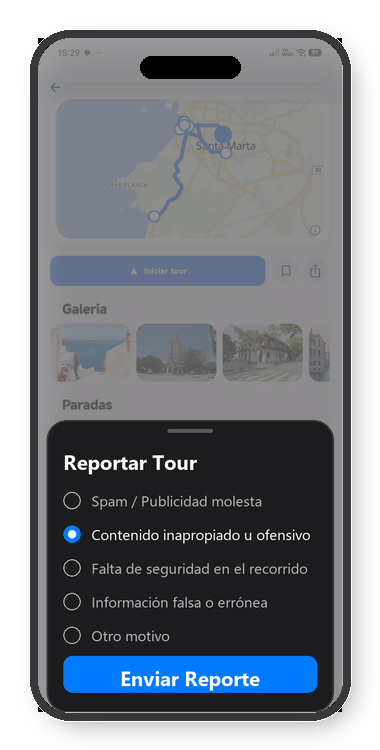 15:29
91
Santa Marta
PLAYA BLANCA
90
Iniciar tour
Galeria
Paradas
Reportar Tour
Spam / Publicidad molesta
Contenido inapropiado u ofensivo
Falta de seguridad en el recorrido
Información falsa o errónea
Otro motivo
Enviar Reporte